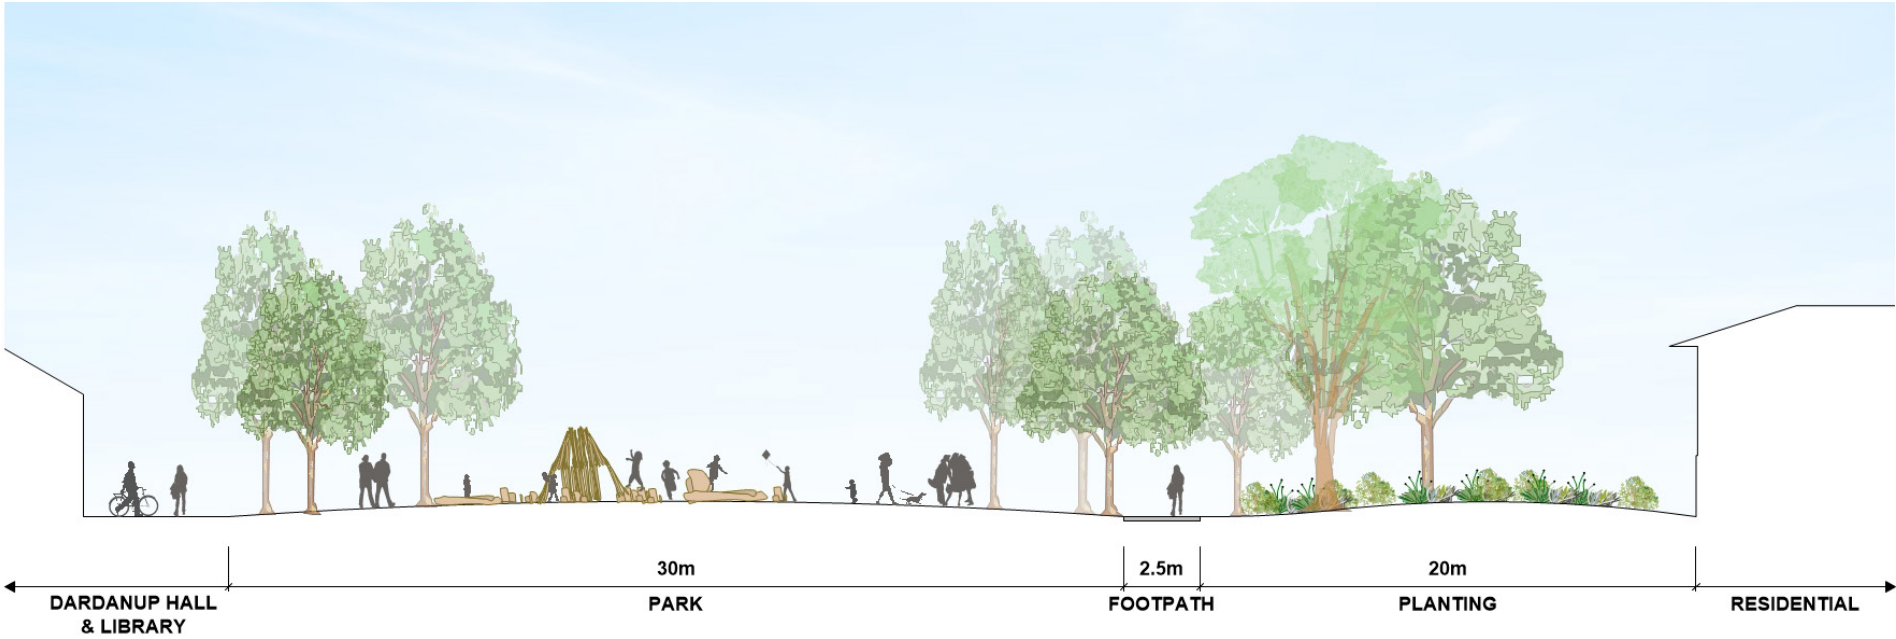 30m
2.5m
20m
DARDANUP HALL
& LIBRARY
PARK
FOOTPATH
PLANTING
RESIDENTIAL